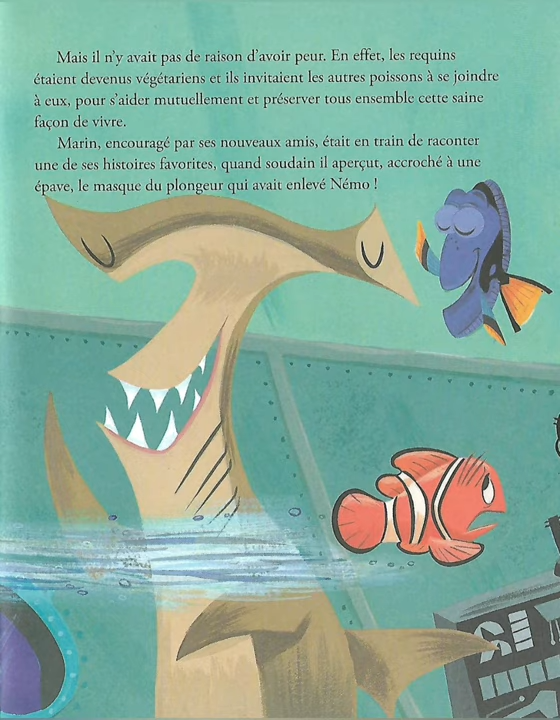 Mais il n'y avait pas de raison d'avoir peur. En effet, les requins
étaient devenus végétariens et ils invitaient les autres poissons à se joindre
à eux, pour s'aider mutuellement et préserver tous ensemble cette saine
façon de vivre.
Marin, encouragé par ses nouveaux amis, était en train de raconter
une de ses histoires favorites, quand soudain il aperçut, accroché à une
épave, le masque du plongeur qui avait enlevé Némo !